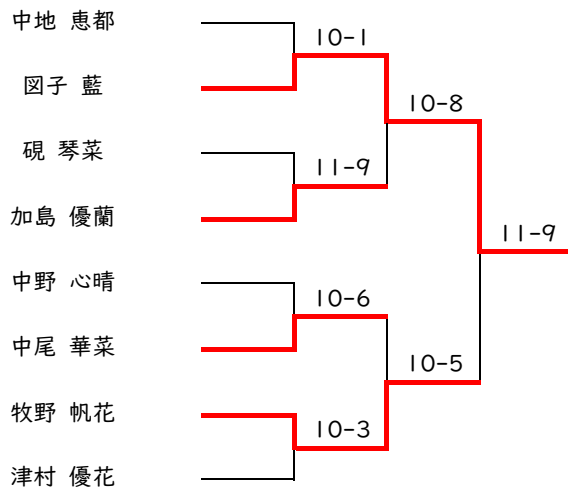 中地 恵都
10-1
図子 藍
10-8
硯 琴菜
11-9
加島 優蘭
11-9
中野 心晴
10-6
中尾 華菜
10-5
牧野 帆花
10-3
津村 優花